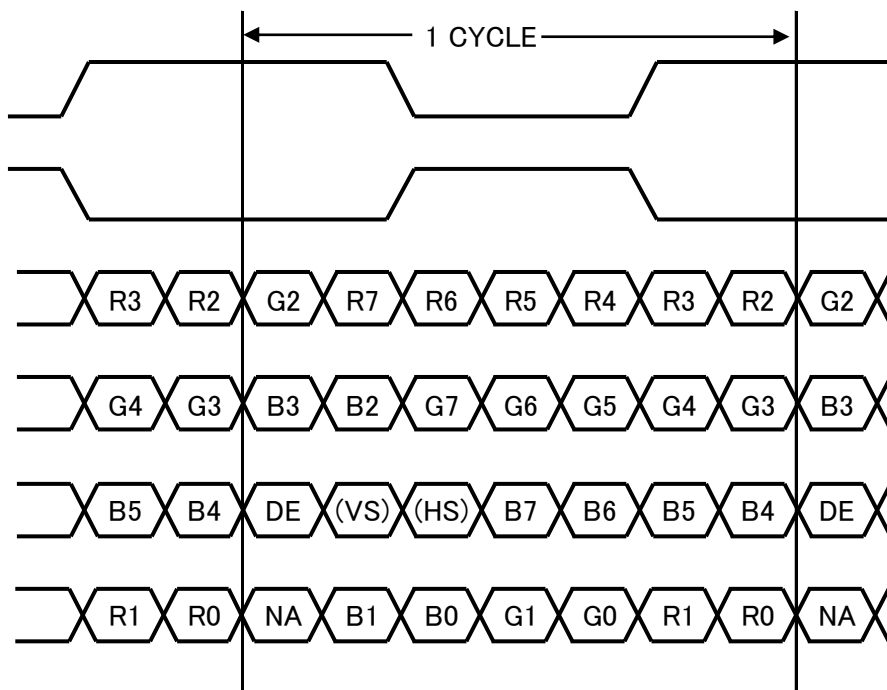 1 CYCLE
R3 R2 G2 R7 R6 R5 R4 R3 R2 G2
G4 G3 B3 B2 G7 G6 G5 G4 G3 B3
B5 B4 DE (VS) (HS) B7 B6 B5 B4 DE
R1 R0 NA B1 B0 G1 G0 R1 R0 NA